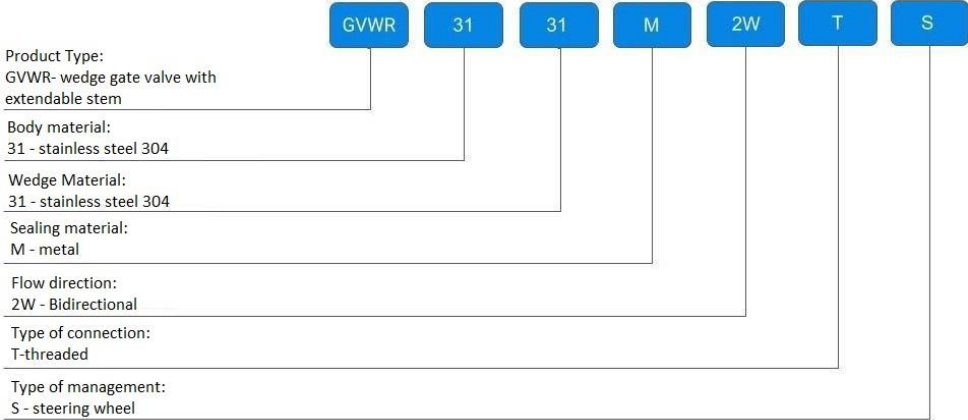 GVWR 31 31 M 2W T S
Product Type:
GVWR- wedge gate valve with
extendable stem
Body material:
31 - stainless steel 304
Wedge Material:
31 - stainless steel 304
Sealing material:
M - metal
Flow direction:
2W - Bidirectional
Type of connection:
T-threaded
Type of management:
S - steering wheel